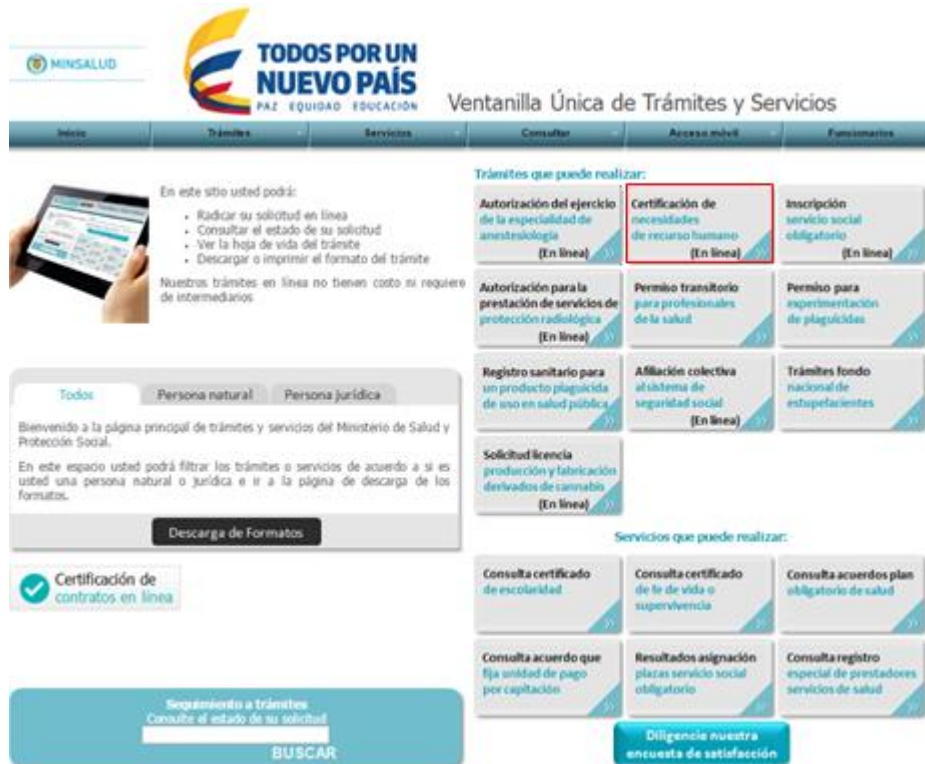 MINSALUD
TODOS POR UN
NUEVO PAÍS
PAZ EQUIDAD EDUCACIÓN
Ventanilla Única de Trámites y Servicios
Inicio
Trámites
Servicios
Consultar
Acceso móvil
Funcionarios
En este sitio usted podrá:
Radicar su solicitud en línea
Consultar el estado de su solicitud
Ver la hoja de vida del trámite
Descargar o imprimir el formato del trámite
Nuestros trámites en línea no tienen costo ni requiere
de intermediarios
Todos
Persona natural
Persona jurídica
Bienvenido a la página principal de trámites y servicios del Ministerio de Salud y
Protección Social.
En este espacio usted podrá filtrar los trámites o servicios de acuerdo a si es
usted una persona natural o jurídica e ir a la página de descarga de los
formatos.
Descarga de Formatos
Certificación de
contratos en línea
Seguimiento a trámites
Consulte el estado de su solicitud
BUSCAR
Trámites que puede realizar:
Autorización del ejercicio
de la especialidad de
anestesiología
(En línea)
Certificación de
necesidades
de recurso humano
(En línea)
Inscripción
servicio social
obligatorio
(En línea)
Autorización para la
prestación de servicios de
protección radiológica
(En línea)
Permiso transitorio
para profesionales
de la salud
Permiso para
experimentación
de plaguicidas
Registro sanitario para
un producto plaguicida
de uso en salud pública
Afiliación colectiva
al sistema de
seguridad social
(En línea)
Trámites fondo
nacional de
estupefacientes
Solicitud licencia
producción y fabricación
derivados de cannabis
(En línea)
Servicios que puede realizar:
Consulta certificado
de escolaridad
Consulta certificado
de fe de vida o
supervivencia
Consulta acuerdos plan
obligatorio de salud
Consulta acuerdo que
fija unidad de pago
por capitación
Resultados asignación
plazas servicio social
obligatorio
Consulta registro
especial de prestadores
servicios de salud
Diligencie nuestra
encuesta de satisfacción